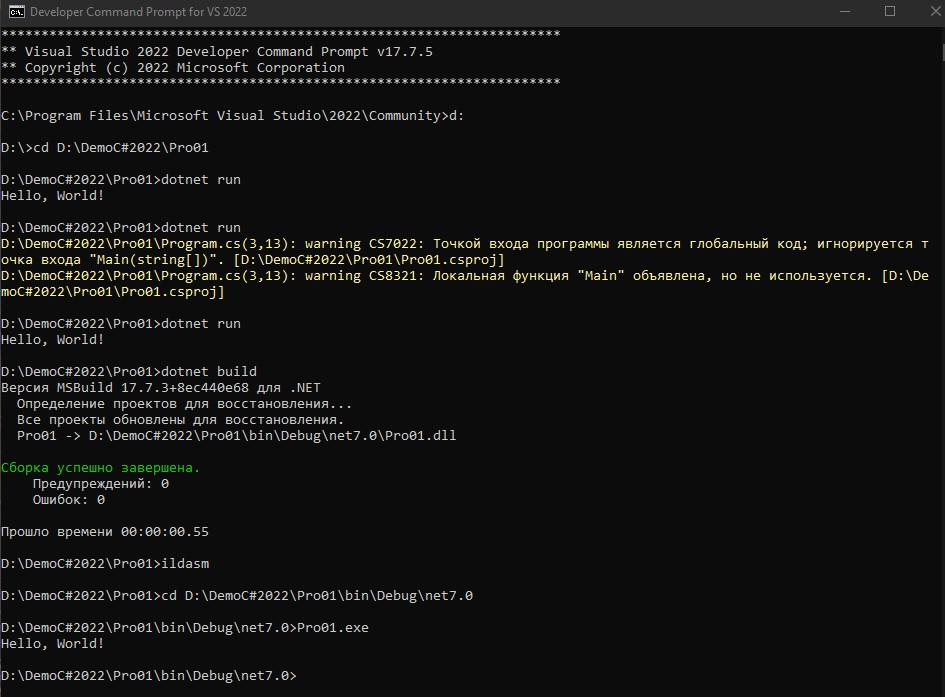 Developer Command Prompt for VS 2022
**********************************************************************
** Visual Studio 2022 Developer Command Prompt v17.7.5
** Copyright (c) 2022 Microsoft Corporation
**********************************************************************
C:\Program Files\Microsoft Visual Studio\2022\Community>d:
D:\>cd D:\DemoC#2022\Pro01
D:\DemoC#2022\Pro01>dotnet run
Hello, World!
D:\DemoC#2022\Pro01>dotnet run
D:\DemoC#2022\Pro01\Program.cs(3,13): warning CS7022: Точкой входа программы является глобальный код; игнорируется т
очка входа "Main(string[])". [D:\DemoC#2022\Pro01\Pro01.csproj]
D:\DemoC#2022\Pro01\Program.cs(3,13): warning CS8321: Локальная функция "Main" объявлена, но не используется. [D:\De
moC#2022\Pro01\Pro01.csproj]
D:\DemoC#2022\Pro01>dotnet run
Hello, World!
D:\DemoC#2022\Pro01>dotnet build
Версия MSBuild 17.7.3+8ec440e68 для .NET
  Определение проектов для восстановления...
  Все проекты обновлены для восстановления.
  Pro01 -> D:\DemoC#2022\Pro01\bin\Debug\net7.0\Pro01.dll
Сборка успешно завершена.
    Предупреждений: 0
    Ошибок: 0
Прошло времени 00:00:00.55
D:\DemoC#2022\Pro01>ildasm
D:\DemoC#2022\Pro01>cd D:\DemoC#2022\Pro01\bin\Debug\net7.0
D:\DemoC#2022\Pro01\bin\Debug\net7.0>Pro01.exe
Hello, World!
D:\DemoC#2022\Pro01\bin\Debug\net7.0>